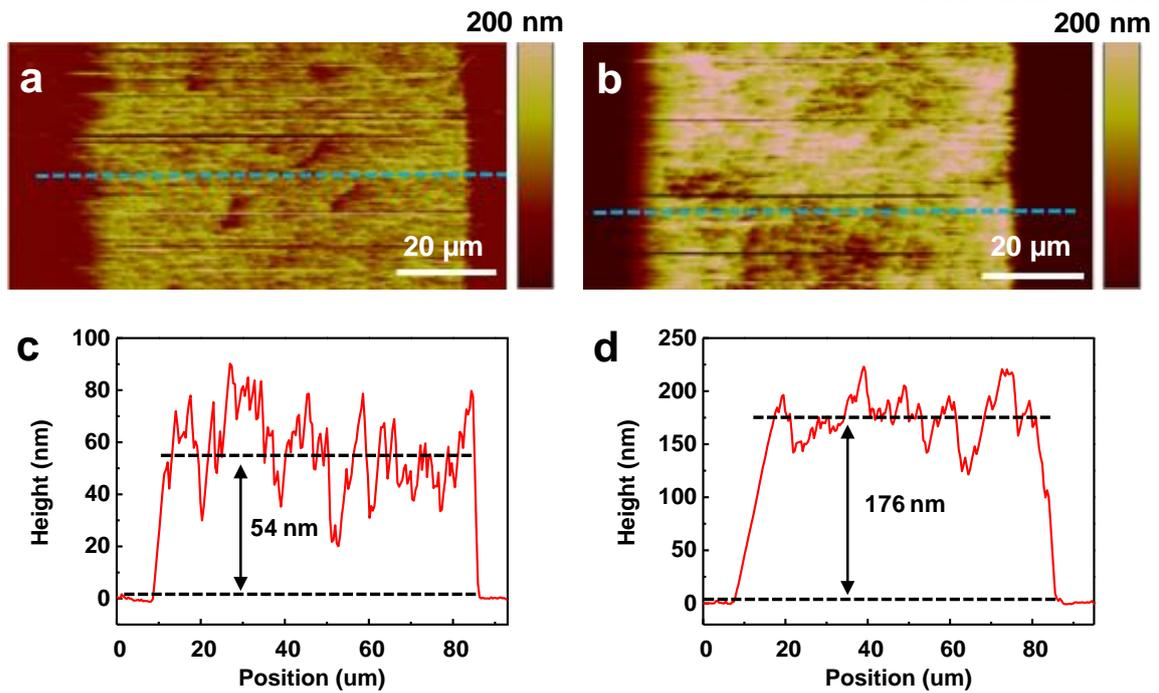 200 nm
200 nm
a
b
20 µm
20 µm
c
d
100
80
60
40
20
0
Height (nm)
54 nm
0 20 40 60 80
Position (um)
250
200
150
100
50
0
Height (nm)
176 nm
0 20 40 60 80
Position (um)